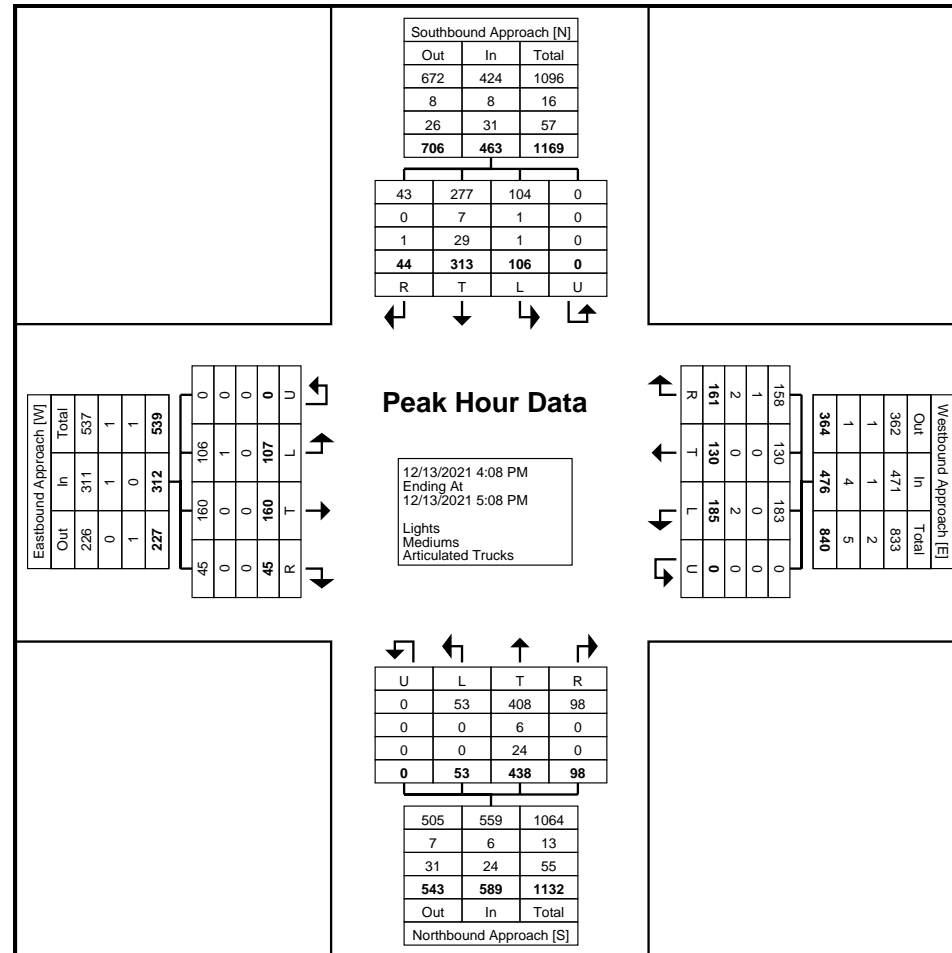 Southbound Approach [N]
Out In Total
672 424 1096
8 8 16
26 31 57
706 463 1169
43 277 104 0
0 7 1 0
1 29 1 0
44 313 106 0
R T L U
Eastbound Approach [W]
Out In Total
226 311 537
0 1 1
1 0 1
227 312 539
45 160 106 0
0 0 1 0
0 0 0 0
45 160 107 0
R T L U
Peak Hour Data
12/13/2021 4:08 PM
Ending At
12/13/2021 5:08 PM
Lights
Mediums
Articulated Trucks
Westbound Approach [E]
Out In Total
362 471 833
1 1 2
1 4 5
364 476 840
158 130 183 0
1 0 0 0
2 0 2 0
161 130 185 0
R T L U
U L T R
0 53 408 98
0 0 6 0
0 0 24 0
0 53 438 98
505 559 1064
7 6 13
31 24 55
543 589 1132
Out In Total
Northbound Approach [S]